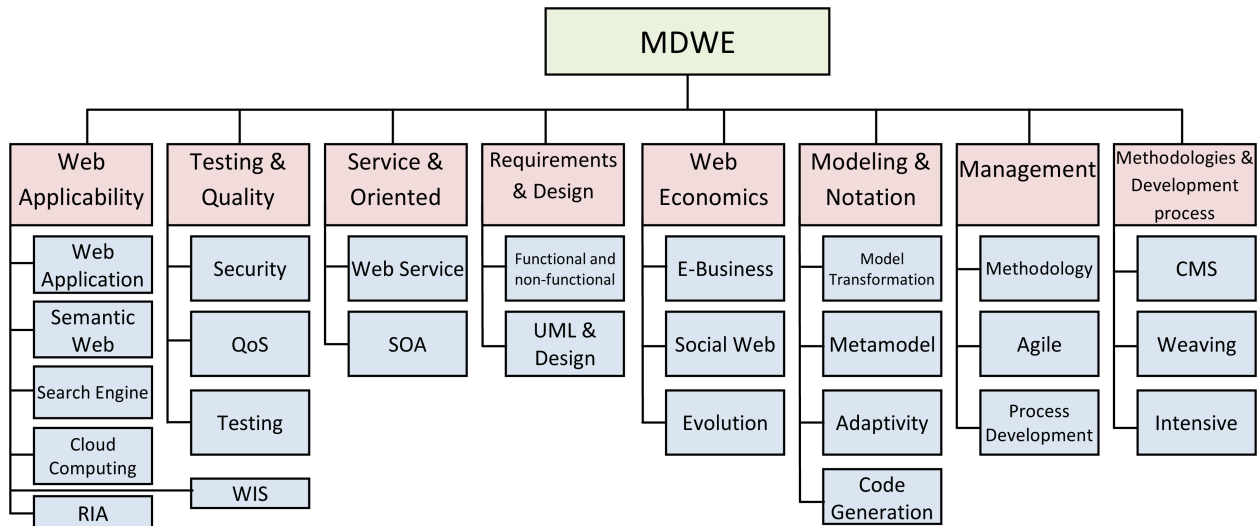 MDWE
Web
Applicability
Web
Application
Semantic
Web
Search Engine
Cloud
Computing
RIA
WIS
Testing &
Quality
Security
QoS
Testing
Service &
Oriented
Web Service
SOA
Requirements
& Design
Functional and
non-functional
UML &
Design
Web
Economics
E-Business
Social Web
Evolution
Modeling &
Notation
Model
Transformation
Metamodel
Adaptivity
Code
Generation
Management
Methodology
Agile
Process
Development
Methodologies &
Development
process
CMS
Weaving
Intensive